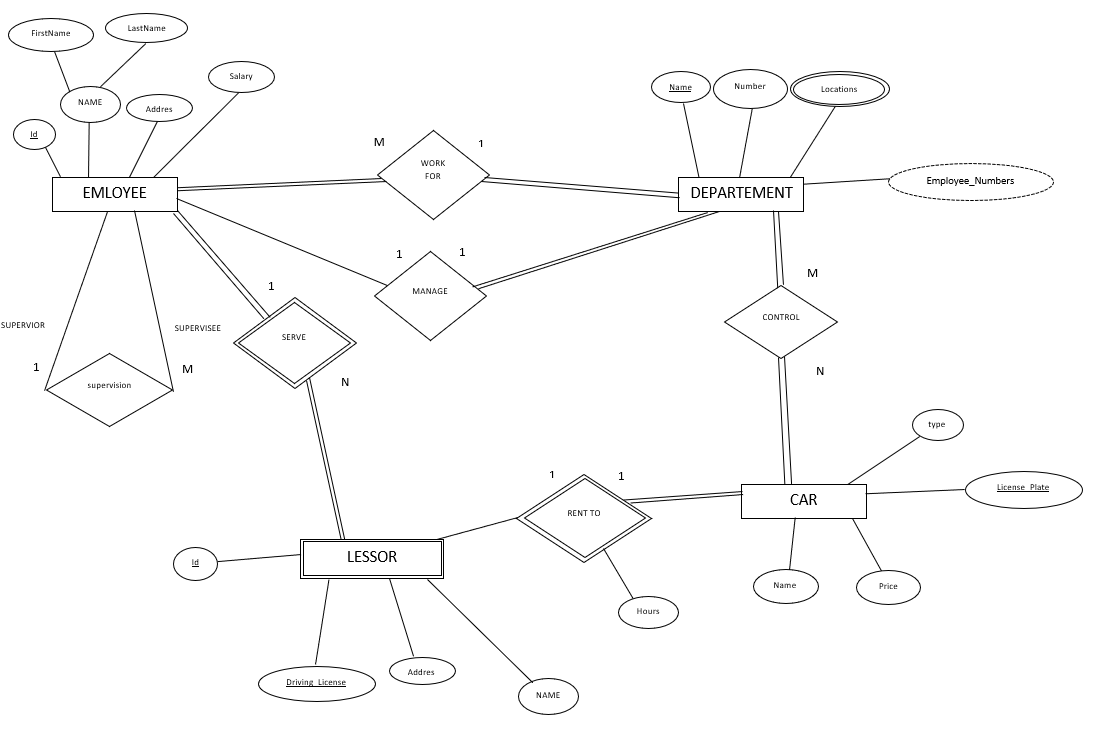 FirstName
LastName
Salary
NAME
Addres
Id
EMLOYEE
M
WORK
FOR
1
Name
Number
Locations
DEPARTEMENT
Employee_Numbers
1
MANAGE
1
1
SERVE
N
SUPERVIOR
SUPERVISEE
1
supervision
M
M
CONTROL
N
type
License_Plate
CAR
Name
Price
1
1
RENT TO
Hours
LESSOR
Id
Driving_License
Addres
NAME